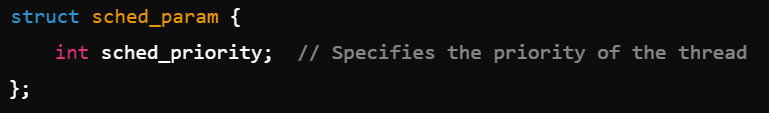 struct sched_param {
    int sched_priority;  // Specifies the priority of the thread
};